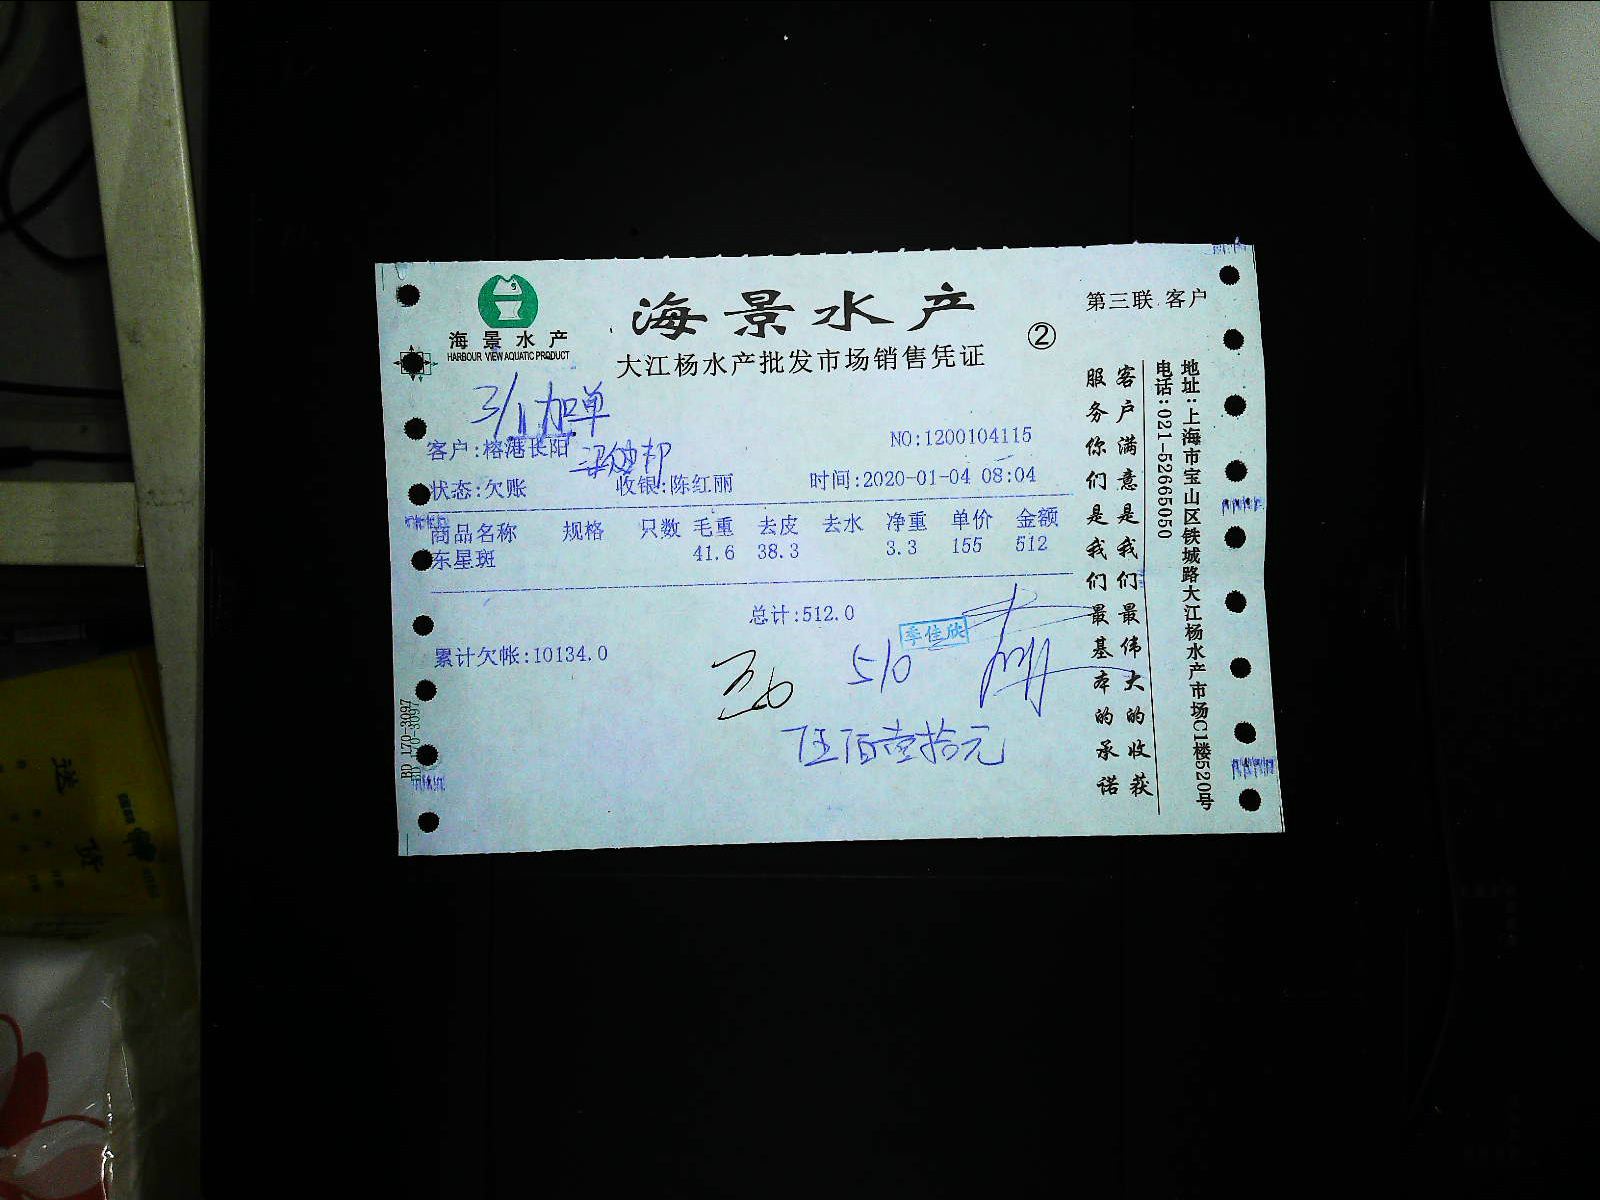 海景水产
HARBOUR VIEW AQUATIC PRODUCT
海景水产
大江杨水产批发市场销售凭证
②
第三联 客户
3/1加单
客户:榕港长阳
NO:1200104115
状态:欠账 收银:陈红丽 时间:2020-01-04 08:04
商品名称 规格 只数 毛重 去皮 去水 净重 单价 金额
东星斑 41.6 38.3 3.3 155 512
总计:512.0
累计欠帐:10134.0
李佳欣
510
伍佰壹拾元
客户满意是我们最伟大的收获
服务你们是我们最基本的承诺
地址:上海市宝山区铁城路大江杨水产市场C1楼520号
电话:021-52665050
BD 170-3097
送货